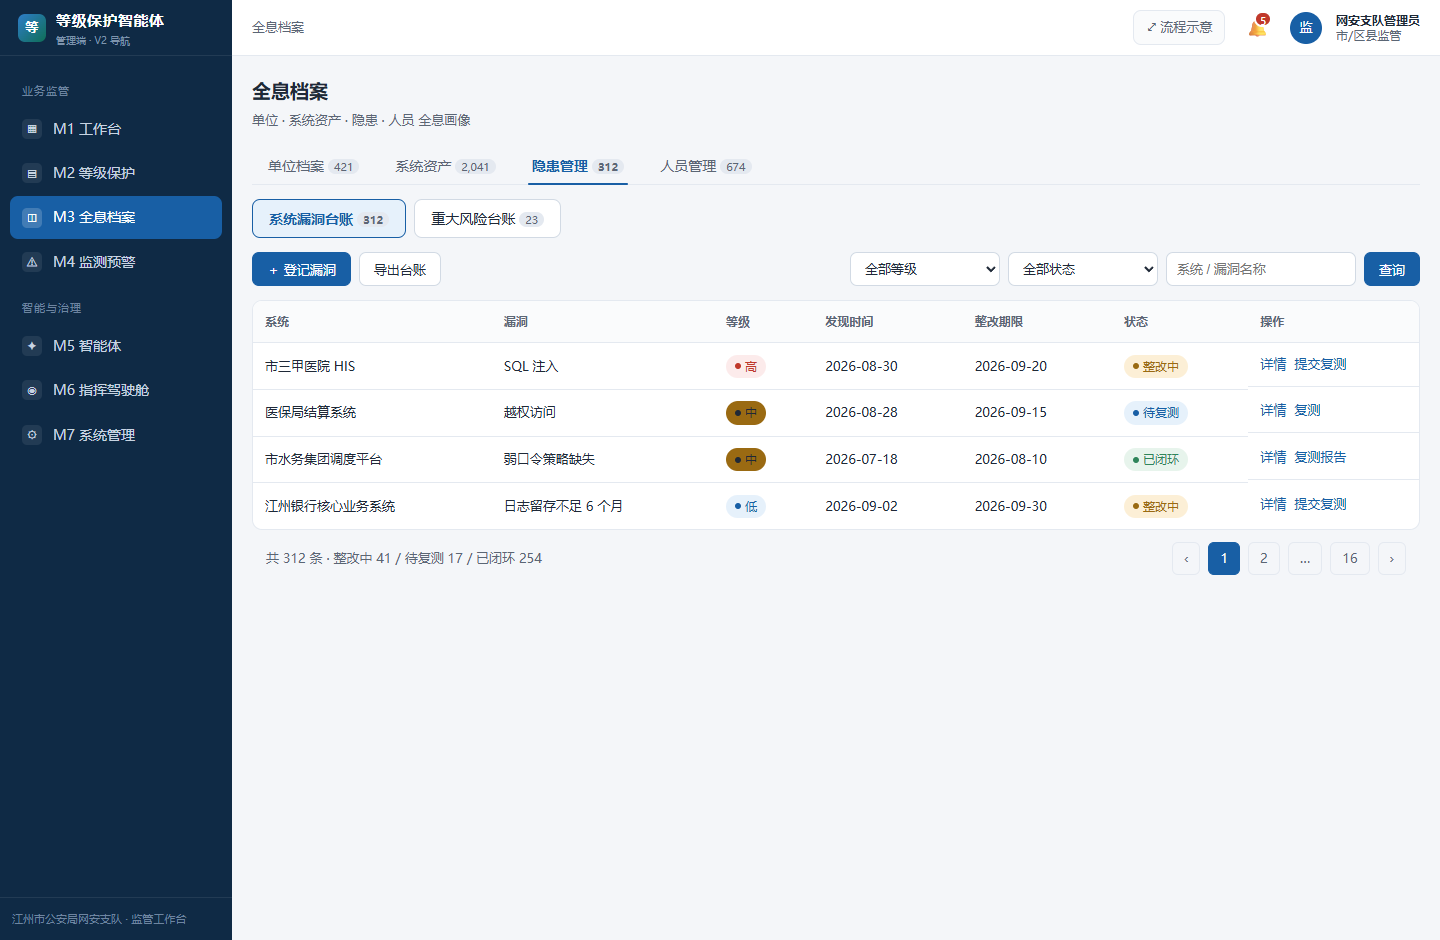 等 等级保护智能体
管理端 · V2 导航
全息档案
⤢ 流程示意
5
监
网安支队管理员
市/区县监管
业务监管
M1 工作台
M2 等级保护
M3 全息档案
M4 监测预警
智能与治理
M5 智能体
M6 指挥驾驶舱
M7 系统管理
江州市公安局网安支队 · 监管工作台
全息档案
单位 · 系统资产 · 隐患 · 人员 全息画像
单位档案 421 系统资产 2,041 隐患管理 312 人员管理 674
系统漏洞台账 312 重大风险台账 23
+ 登记漏洞 导出台账 全部等级 全部状态 系统 / 漏洞名称 查询
系统 漏洞 等级 发现时间 整改期限 状态 操作
市三甲医院 HIS SQL 注入 高 2026-08-30 2026-09-20 整改中 详情 提交复测
医保局结算系统 越权访问 中 2026-08-28 2026-09-15 待复测 详情 复测
市水务集团调度平台 弱口令策略缺失 中 2026-07-18 2026-08-10 已闭环 详情 复测报告
江州银行核心业务系统 日志留存不足 6 个月 低 2026-09-02 2026-09-30 整改中 详情 提交复测
共 312 条 · 整改中 41 / 待复测 17 / 已闭环 254
‹ 1 2 … 16 ›